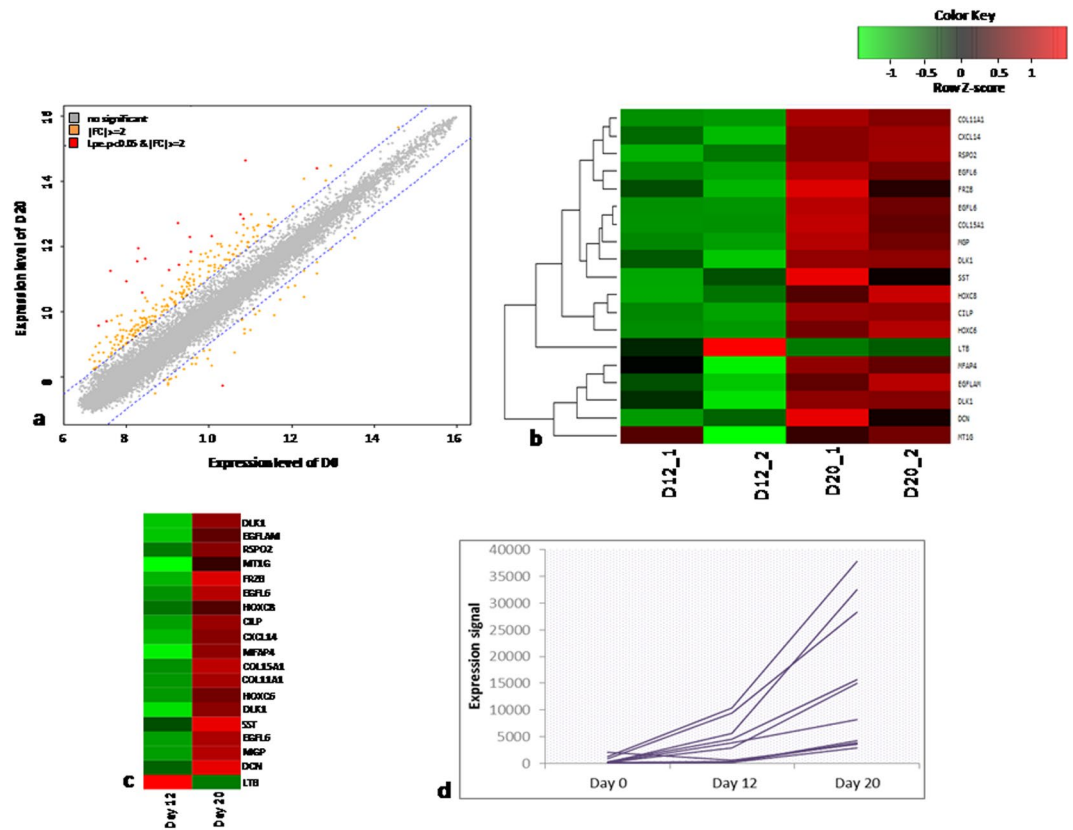 Color Key
-1 -0.5 0 0.5 1
Row Z-score
no significant
|FC|>=2
Lpe.p<0.05 & |FC|>=2
16
14
12
10
8
Expression level of D20
6 8 10 12 14 16
Expression level of D0
a
COL11A1
CXCL14
RSPO2
EGFL6
FRZB
EGFL6
COL15A1
MGP
DLK1
SST
HOXC8
CILP
HOXC6
LTB
MFAP4
EGFLAM
DLK1
DCN
MT1G
b
D12_1 D12_2 D20_1 D20_2
DLK1
EGFLAM
RSPO2
MT1G
FRZB
EGFL6
HOXC8
CILP
CXCL14
MFAP4
COL15A1
COL11A1
HOXC6
DLK1
SST
EGFL6
MGP
DCN
LTB
c
Day 12 Day 20
40000
35000
30000
25000
20000
15000
10000
5000
0
Expression signal
Day 0 Day 12 Day 20
d